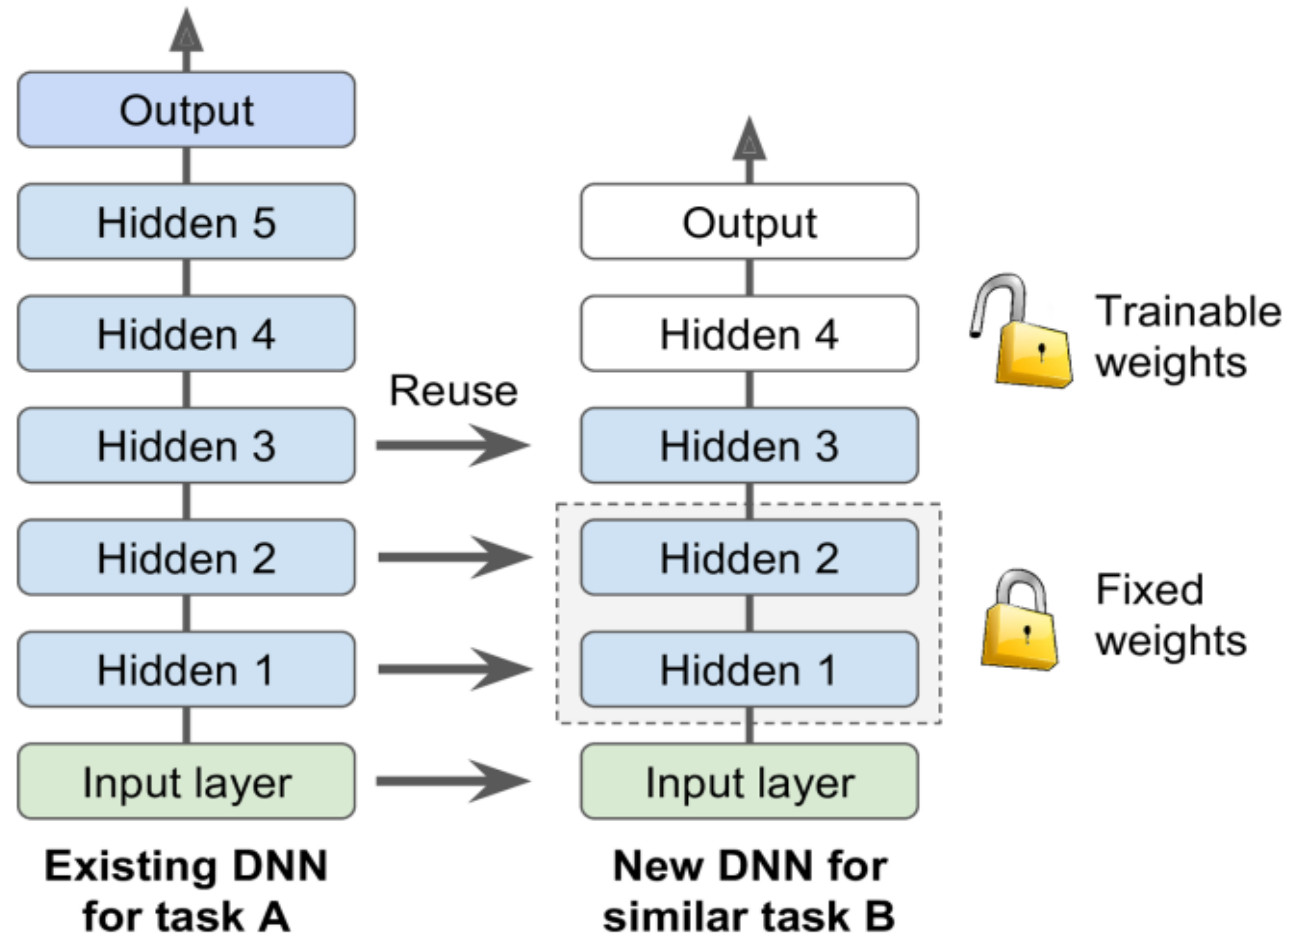 Output
Hidden 5
Hidden 4
Hidden 3
Hidden 2
Hidden 1
Input layer
Existing DNN
for task A
Reuse
Output
Hidden 4
Hidden 3
Hidden 2
Hidden 1
Input layer
New DNN for
similar task B
Trainable
weights
Fixed
weights